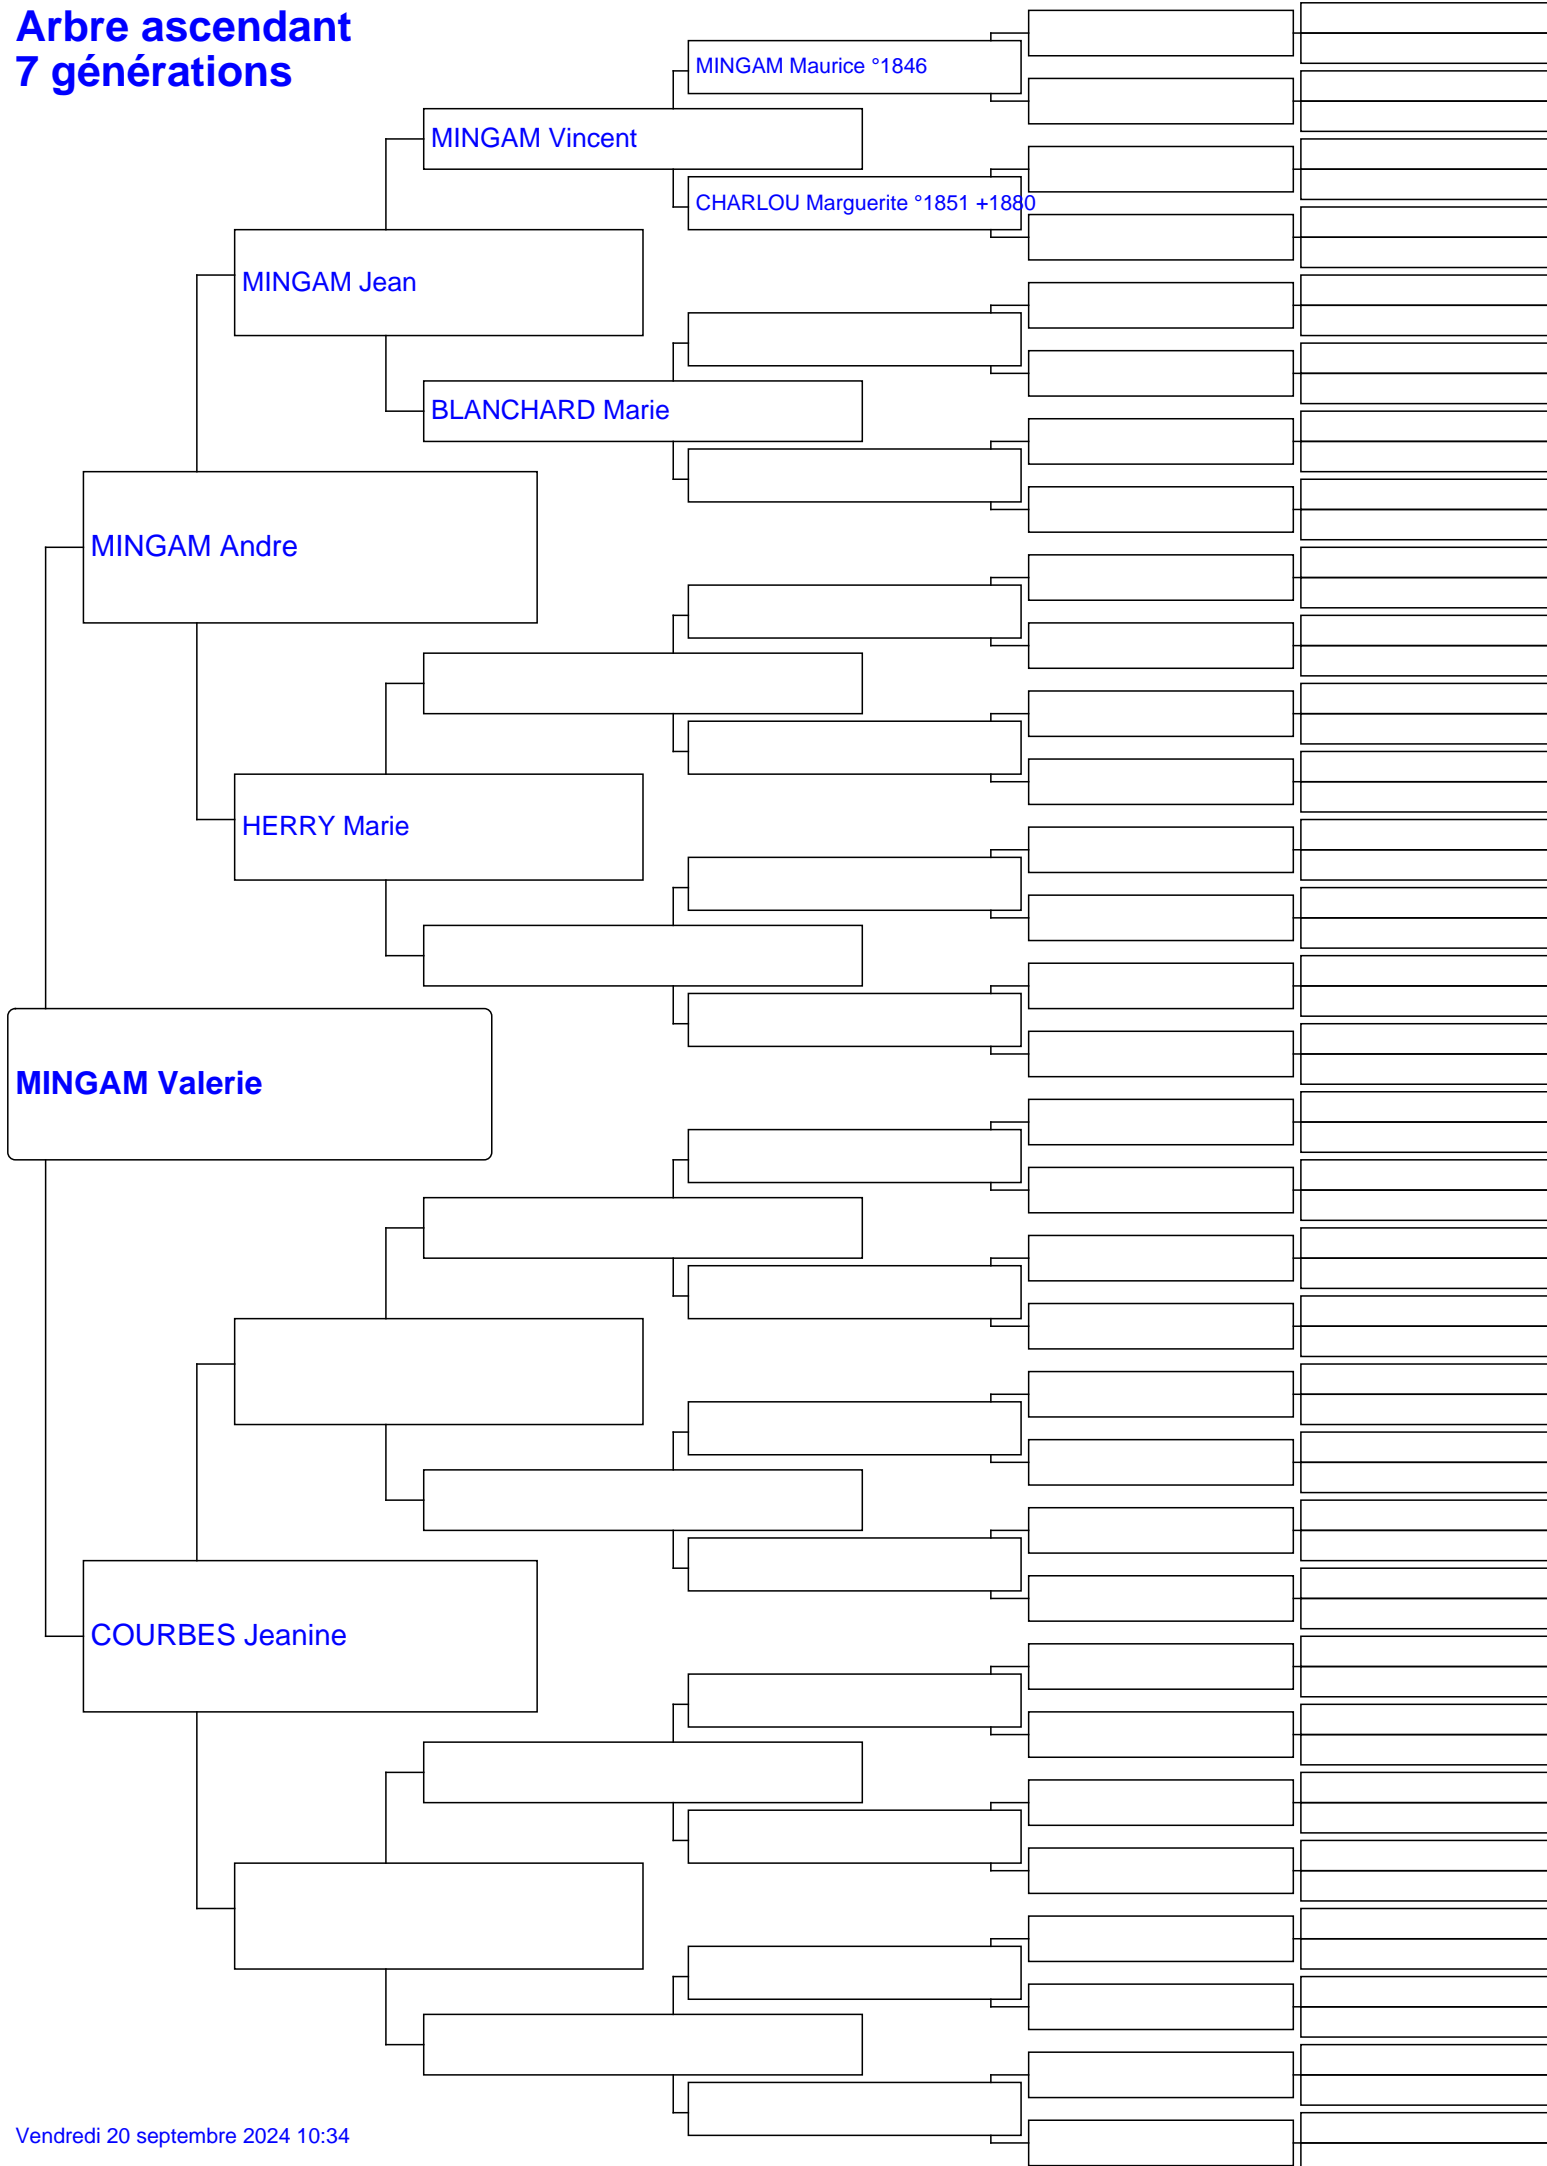 Arbre ascendant
7 générations
MINGAM Maurice °1846
MINGAM Vincent
CHARLOU Marguerite °1851 +1880
MINGAM Jean
BLANCHARD Marie
MINGAM Andre
HERRY Marie
MINGAM Valerie
COURBES Jeanine
Vendredi 20 septembre 2024 10:34